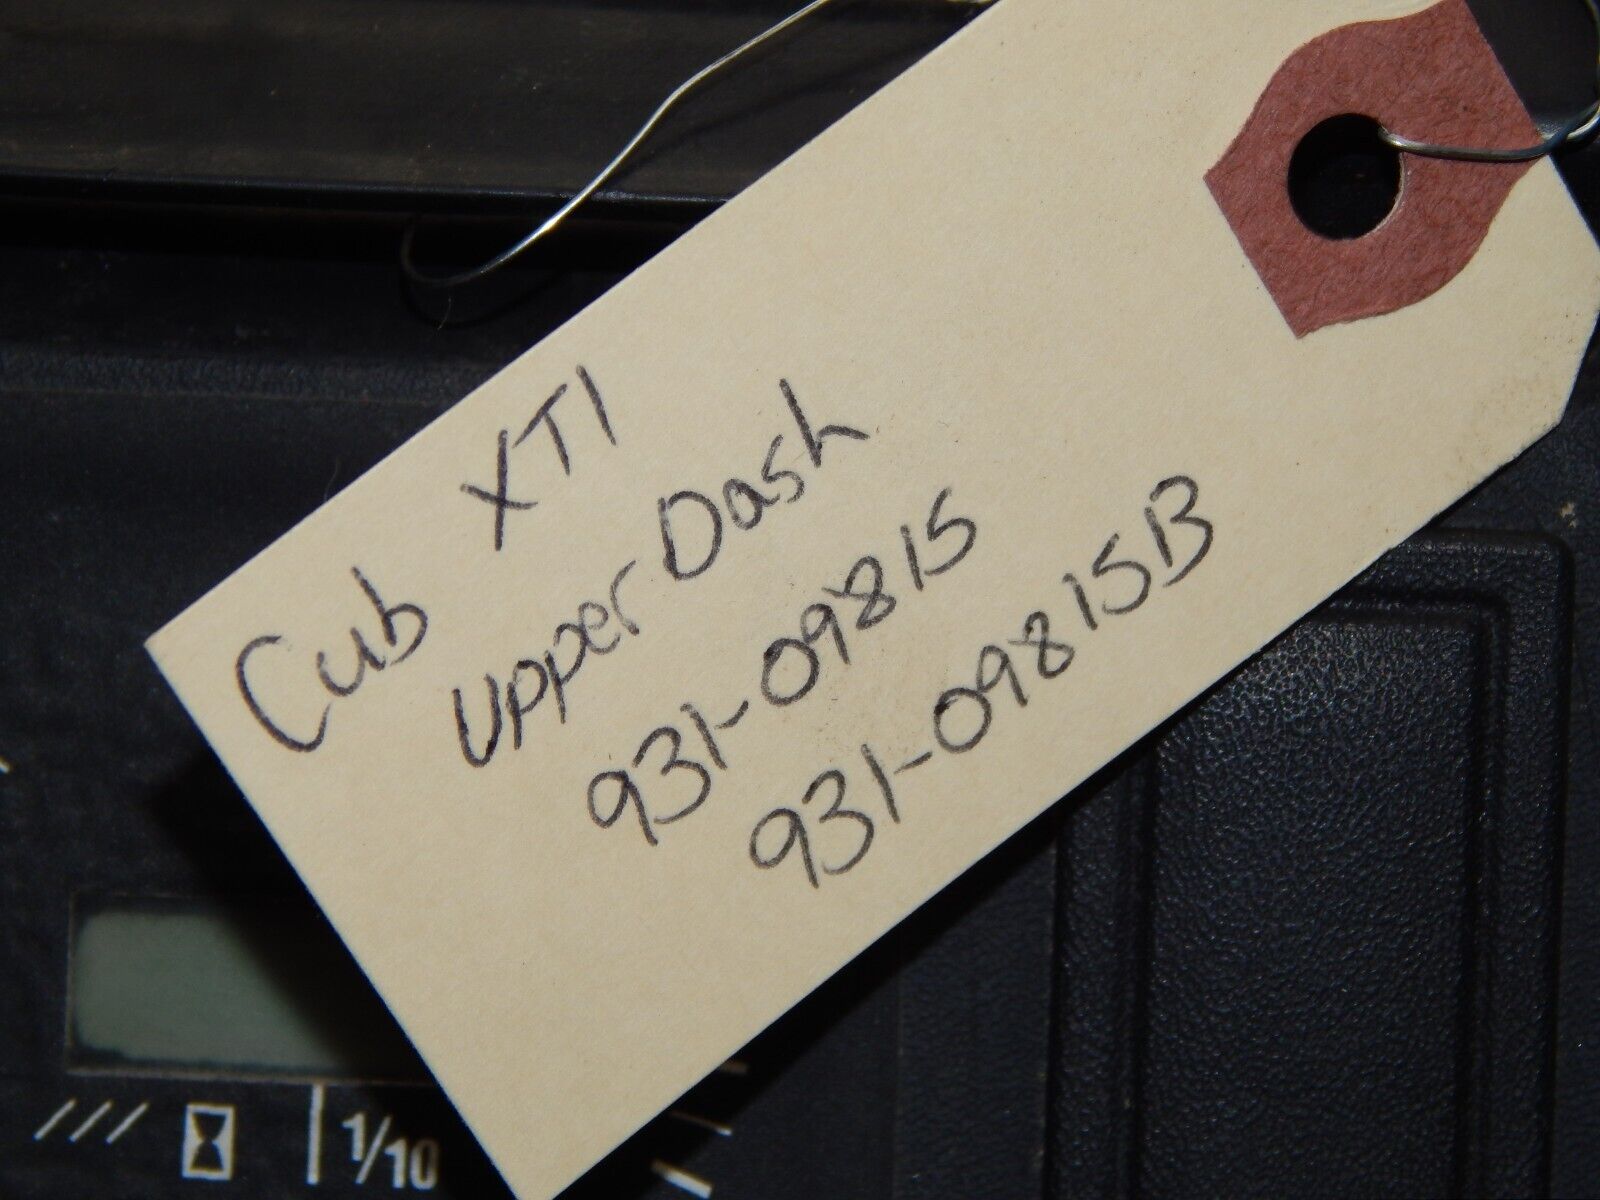 Cub XT1
Upper Dash
931-09815
931-09815B
1/10